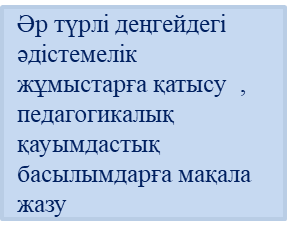 Әр түрлі деңгейдегі
әдістемелік
жұмыстарға қатысу  ,
педагогикалық
қауымдастық
басылымдарға мақала
жазу